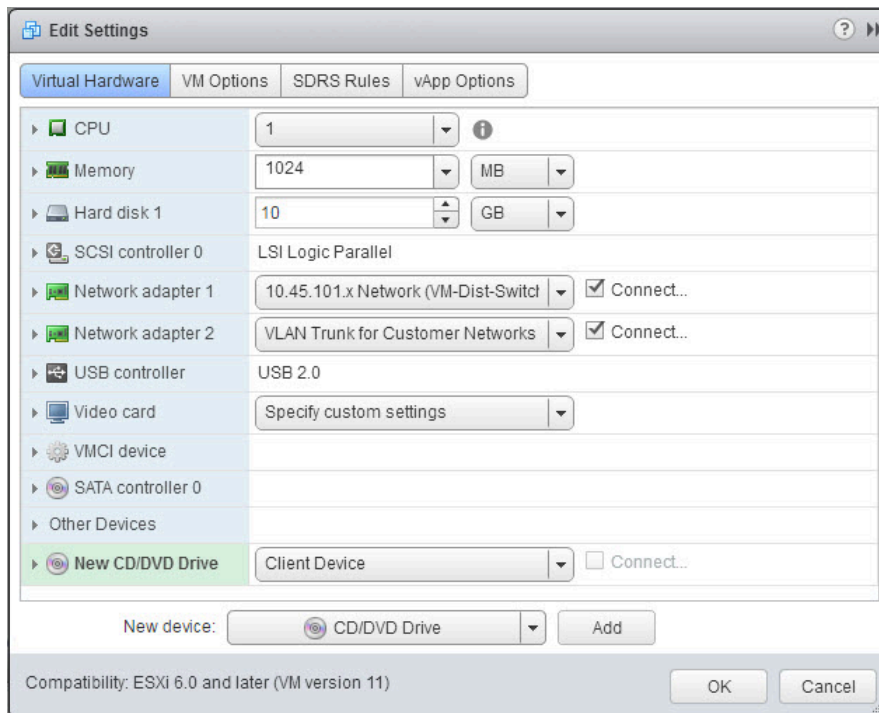 Edit Settings
Virtual Hardware VM Options SDRS Rules vApp Options
CPU 1
Memory 1024 MB
Hard disk 1 10 GB
SCSI controller 0 LSI Logic Parallel
Network adapter 1 10.45.101.x Network (VM-Dist-Switch Connect...
Network adapter 2 VLAN Trunk for Customer Networks Connect...
USB controller USB 2.0
Video card Specify custom settings
VMCI device
SATA controller 0
Other Devices
New CD/DVD Drive Client Device Connect...
New device: CD/DVD Drive Add
Compatibility: ESXi 6.0 and later (VM version 11) OK Cancel